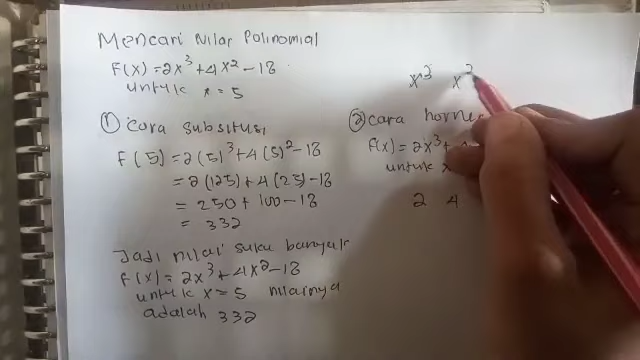 Mencari Nilai Polinomial
F(x) = 2x³ + 4x² - 18
untuk x = 5
① Cara subsitusi
F(5) = 2(5)³ + 4(5)² - 18
= 2(125) + 4(25) - 18
= 250 + 100 - 18
= 332
Jadi nilai suku banyak
F(x) = 2x³ + 4x² - 18
untuk x = 5 nilainya
adalah 332
x³ x²
② Cara horner
F(x) = 2x³ +
untuk
2 4